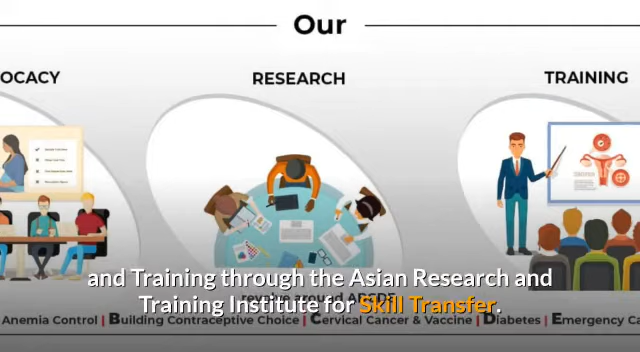 Our
OCACY
RESEARCH
TRAINING
and Training through the Asian Research and
Training Institute for Skill Transfer.
Anemia Control | Building Contraceptive Choice | Cervical Cancer & Vaccine | Diabetes | Emergency Ca